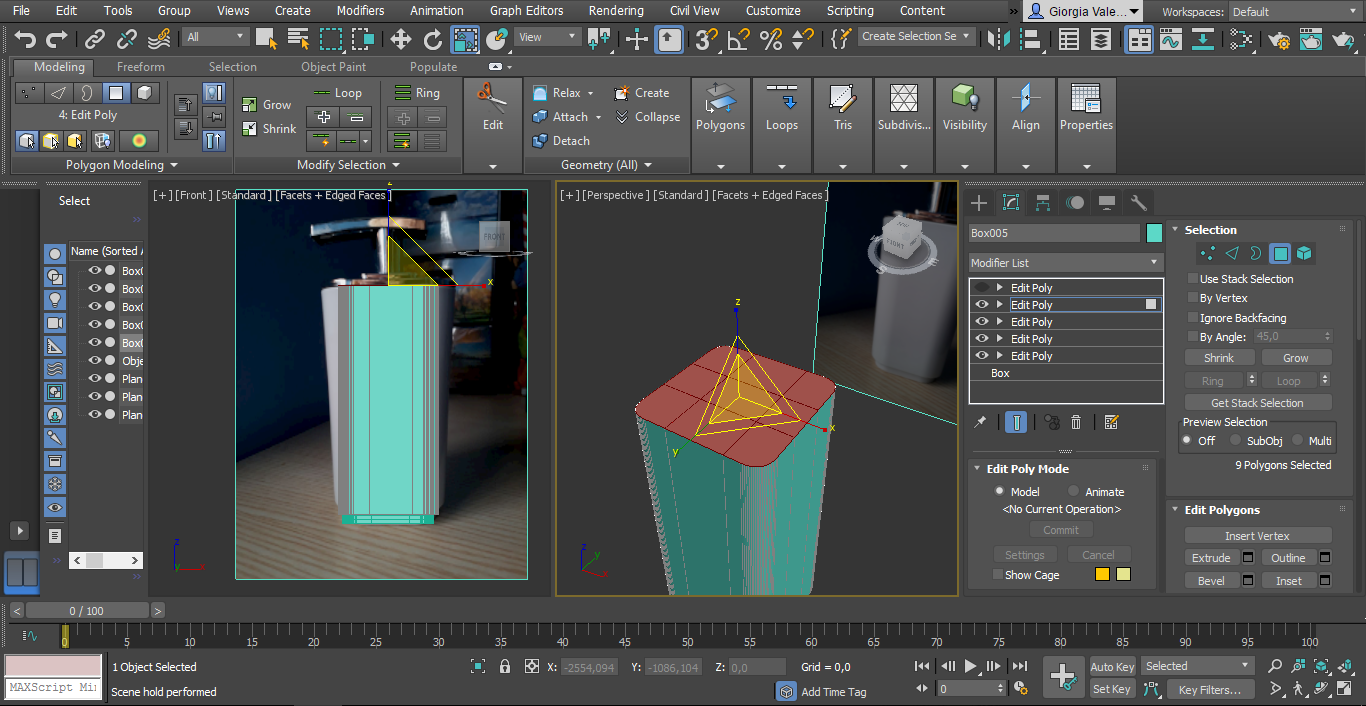 File Edit Tools Group Views Create Modifiers Animation Graph Editors Rendering Civil View Customize Scripting Content » Giorgia Vale... Workspaces: Default
All View Create Selection Se
Modeling Freeform Selection Object Paint Populate
Loop Ring Relax Create
Grow
4: Edit Poly Edit Attach Collapse Polygons Loops Tris Subdivis... Visibility Align Properties
Shrink
Detach
Polygon Modeling Modify Selection Geometry (All)
Select
[+] [Front] [Standard] [Facets + Edged Faces]
[+] [Perspective] [Standard] [Facets + Edged Faces]
Name (Sorted A
Box0
Box0
Box0
Box0
Box0
Obje
Plan
Plan
Plan
FRONT
z
x
z
x
y
TOP
FRONT
S
E
z
x
y
z
y
x
Box005
Modifier List
Edit Poly
Edit Poly
Edit Poly
Edit Poly
Edit Poly
Box
Edit Poly Mode
Model Animate
<No Current Operation>
Commit
Settings Cancel
Show Cage
Selection
Use Stack Selection
By Vertex
Ignore Backfacing
By Angle: 45,0
Shrink Grow
Ring Loop
Get Stack Selection
Preview Selection
Off SubObj Multi
9 Polygons Selected
Edit Polygons
Insert Vertex
Extrude Outline
Bevel Inset
< 0 / 100 >
0 5 10 15 20 25 30 35 40 45 50 55 60 65 70 75 80 85 90 95 100
1 Object Selected X: -2554,094 Y: -1086,104 Z: 0,0 Grid = 0,0 Auto Key Selected
MAXScript Mi
Scene hold performed Add Time Tag 0 Set Key Key Filters...